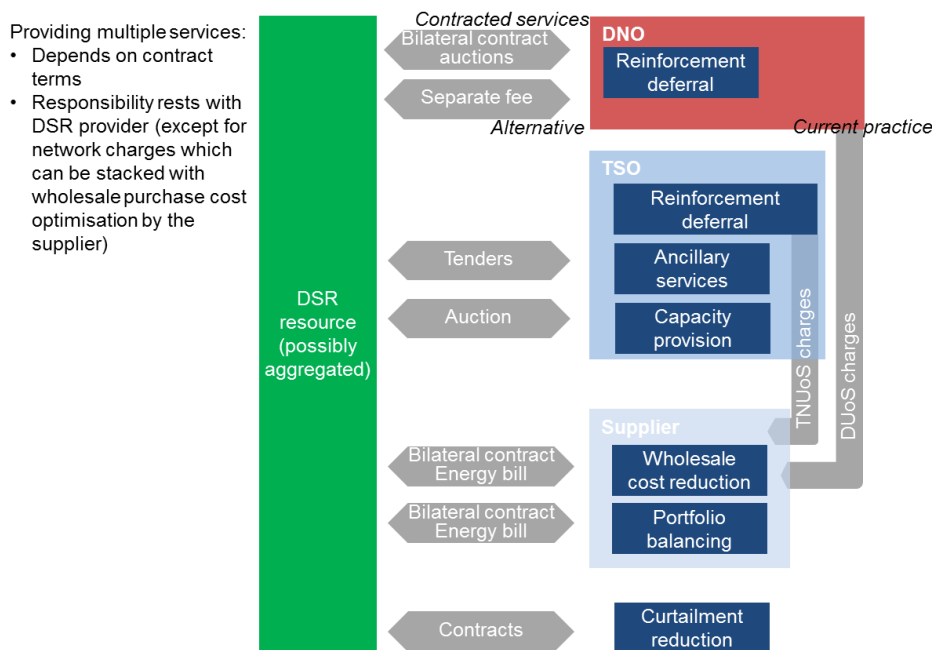 Providing multiple services:
• Depends on contract
terms
• Responsibility rests with
DSR provider (except for
network charges which
can be stacked with
wholesale purchase cost
optimisation by the
supplier)
DSR
resource
(possibly
aggregated)
Contracted services
Bilateral contract
auctions
Separate fee
Alternative
Tenders
Auction
Bilateral contract
Energy bill
Bilateral contract
Energy bill
Contracts
DNO
Reinforcement
deferral
Current practice
TSO
Reinforcement
deferral
Ancillary
services
Capacity
provision
TNUoS charges
DUoS charges
Supplier
Wholesale
cost reduction
Portfolio
balancing
Curtailment
reduction